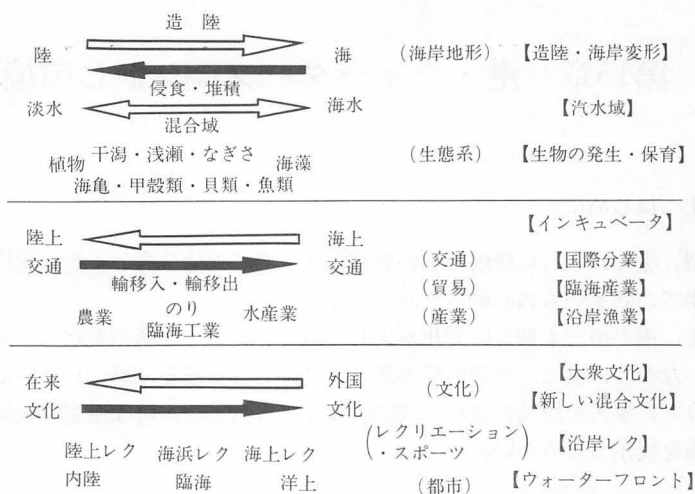 造 陸
陸 海 (海岸地形) 【造陸・海岸変形】
侵食・堆積
淡水 海水 【汽水域】
混合域
植物 干潟・浅瀬・なぎさ 海藻 (生態系) 【生物の発生・保育】
海亀・甲殻類・貝類・魚類
【インキュベータ】
陸上 海上
交通 交通 (交通) 【国際分業】
輸移入・輸移出 (貿易) 【臨海産業】
農業 のり 水産業 (産業) 【沿岸漁業】
臨海工業
在来 外国 【大衆文化】
文化 文化 (文化) 【新しい混合文化】
陸上レク 海浜レク 海上レク (レクリエーション・スポーツ) 【沿岸レク】
内陸 臨海 洋上 (都市) 【ウォーターフロント】